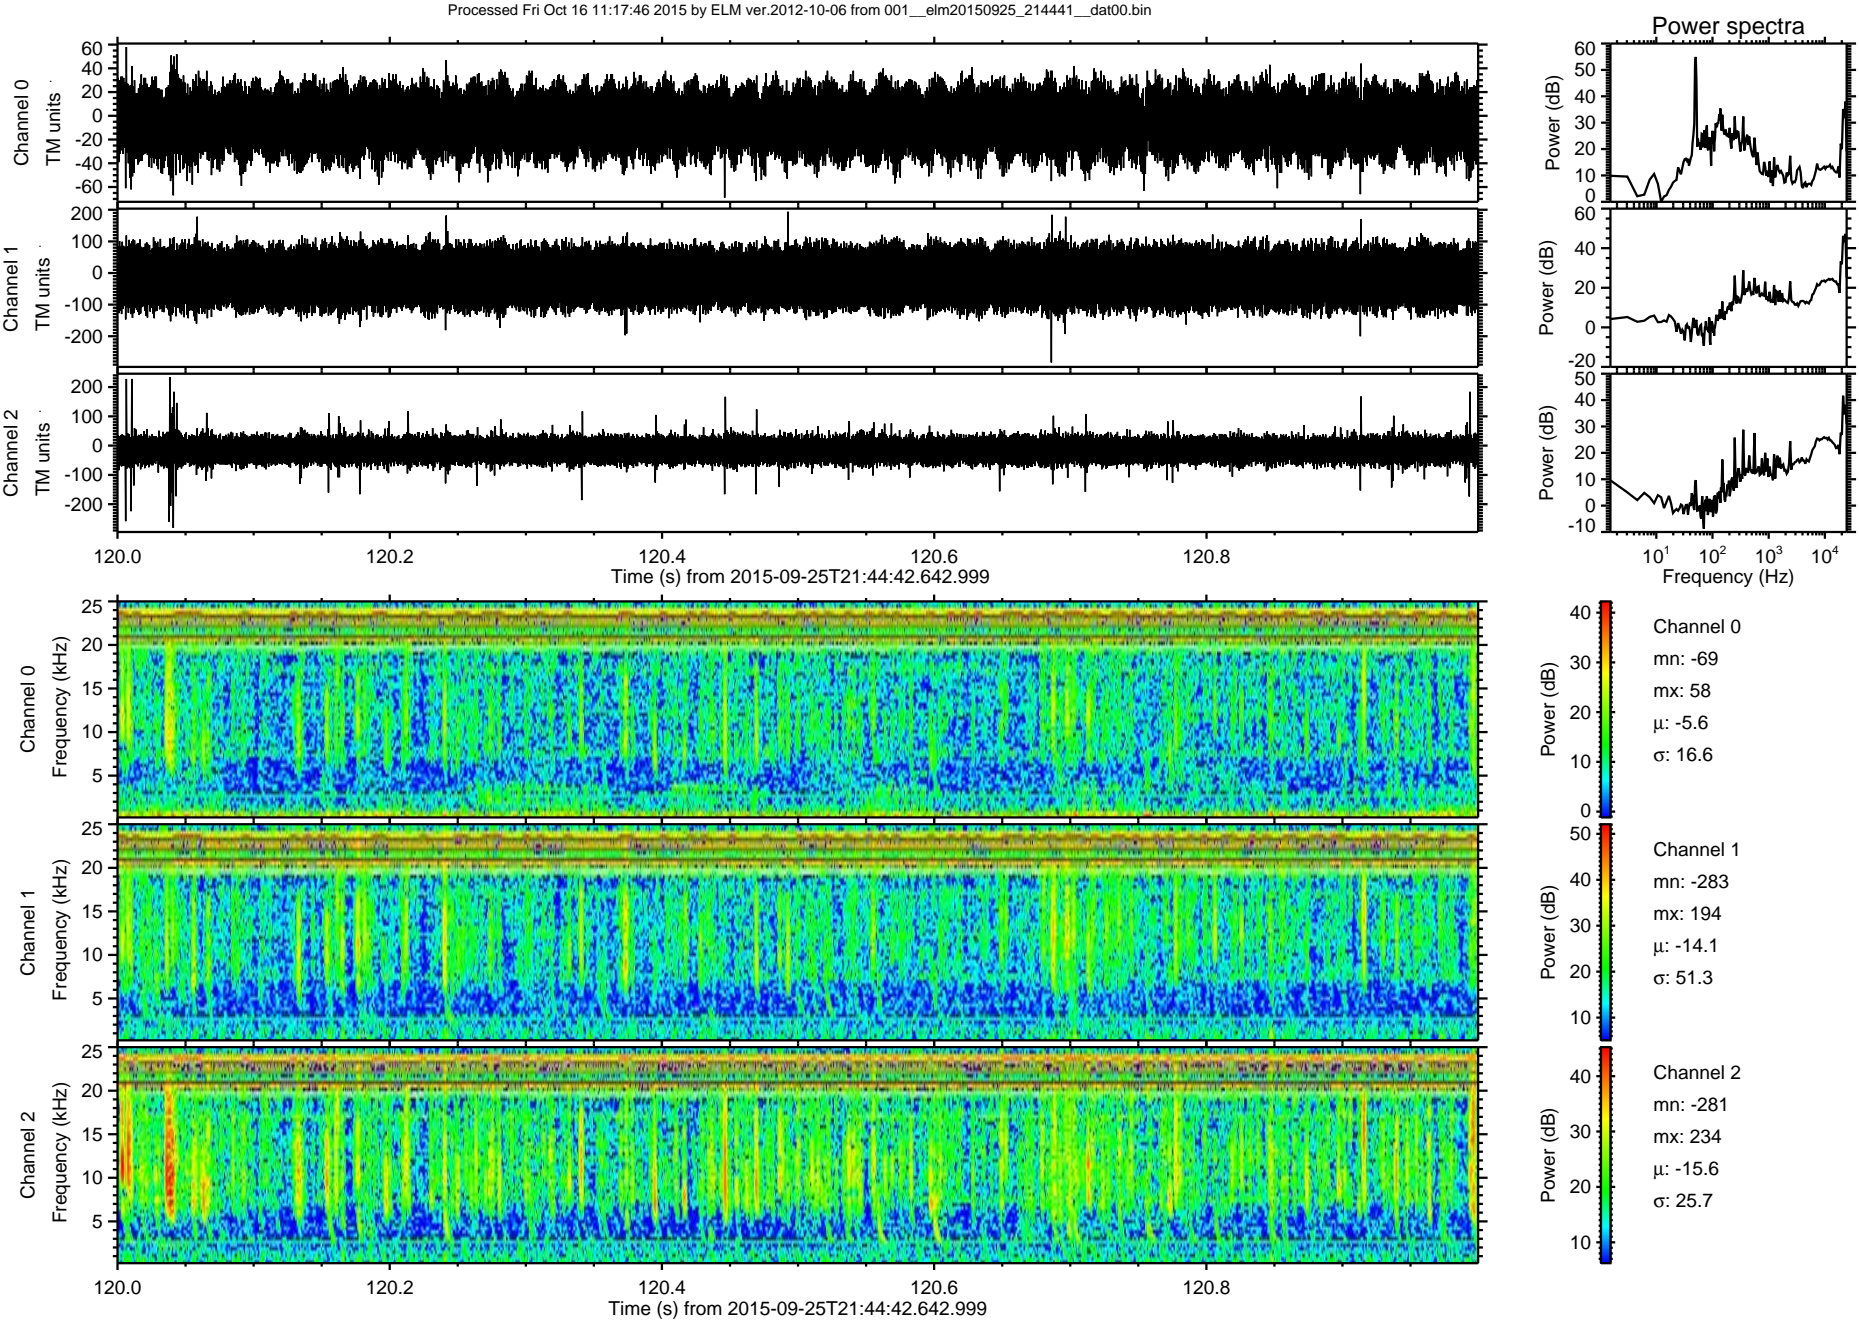 Processed Fri Oct 16 11:17:46 2015 by ELM ver.2012-10-06 from 001__elm20150925_214441__dat00.bin
Power spectra
Channel 0
TM units
60
40
20
0
-20
-40
-60
Power (dB)
60
50
40
30
20
10
0
Channel 1
TM units
200
100
0
-100
-200
Power (dB)
60
40
20
0
-20
Channel 2
TM units
200
100
0
-100
-200
Power (dB)
50
40
30
20
10
0
-10
120.0 120.2 120.4 120.6 120.8
Time (s) from 2015-09-25T21:44:42.642.999
10^1 10^2 10^3 10^4
Frequency (Hz)
Channel 0
Frequency (kHz)
25
20
15
10
5
Power (dB)
40
30
20
10
0
Channel 0
mn: -69
mx: 58
μ: -5.6
σ: 16.6
Channel 1
Frequency (kHz)
25
20
15
10
5
Power (dB)
50
40
30
20
10
Channel 1
mn: -283
mx: 194
μ: -14.1
σ: 51.3
Channel 2
Frequency (kHz)
25
20
15
10
5
Power (dB)
40
30
20
10
Channel 2
mn: -281
mx: 234
μ: -15.6
σ: 25.7
120.0 120.2 120.4 120.6 120.8
Time (s) from 2015-09-25T21:44:42.642.999